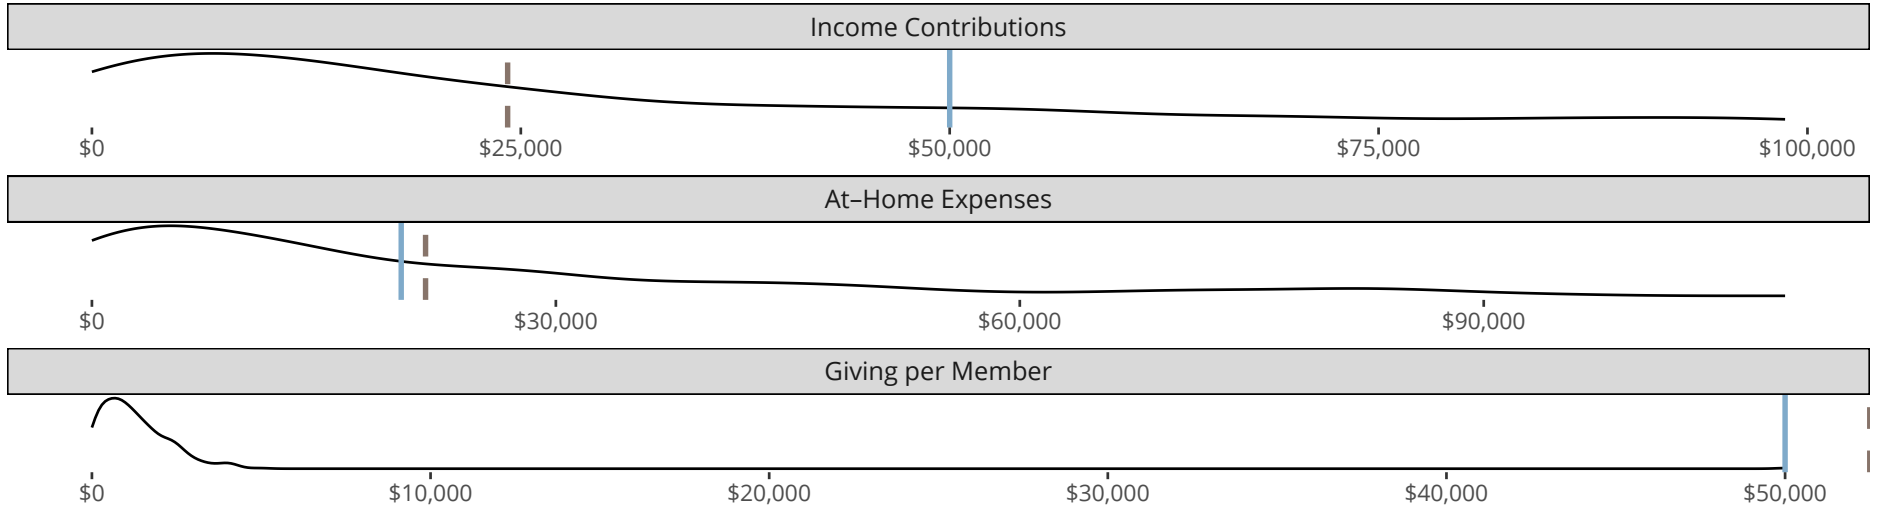 Income Contributions
$0 $25,000 $50,000 $75,000 $100,000
At–Home Expenses
$0 $30,000 $60,000 $90,000
Giving per Member
$0 $10,000 $20,000 $30,000 $40,000 $50,000